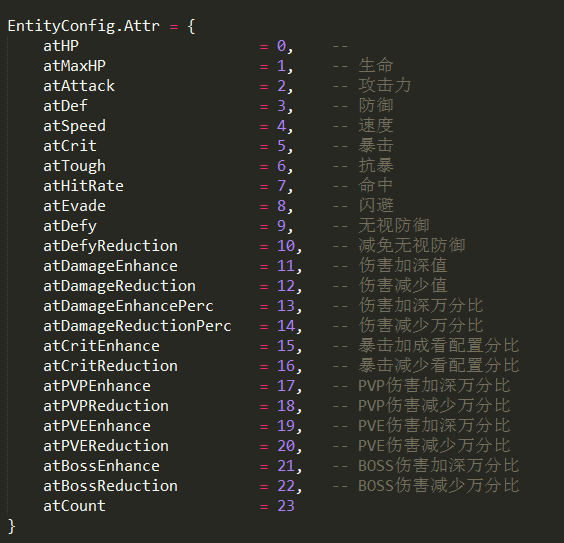 EntityConfig.Attr = {
    atHP                    = 0,    --
    atMaxHP                 = 1,    -- 生命
    atAttack                = 2,    -- 攻击力
    atDef                   = 3,    -- 防御
    atSpeed                 = 4,    -- 速度
    atCrit                  = 5,    -- 暴击
    atTough                 = 6,    -- 抗暴
    atHitRate               = 7,    -- 命中
    atEvade                 = 8,    -- 闪避
    atDefy                  = 9,    -- 无视防御
    atDefyReduction         = 10,   -- 减免无视防御
    atDamageEnhance         = 11,   -- 伤害加深值
    atDamageReduction       = 12,   -- 伤害减少值
    atDamageEnhancePerc     = 13,   -- 伤害加深万分比
    atDamageReductionPerc   = 14,   -- 伤害减少万分比
    atCritEnhance           = 15,   -- 暴击加成看配置分比
    atCritReduction         = 16,   -- 暴击减少看配置分比
    atPVPEnhance            = 17,   -- PVP伤害加深万分比
    atPVPReduction          = 18,   -- PVP伤害减少万分比
    atPVEEnhance            = 19,   -- PVE伤害加深万分比
    atPVEReduction          = 20,   -- PVE伤害减少万分比
    atBossEnhance           = 21,   -- BOSS伤害加深万分比
    atBossReduction         = 22,   -- BOSS伤害减少万分比
    atCount                 = 23
}